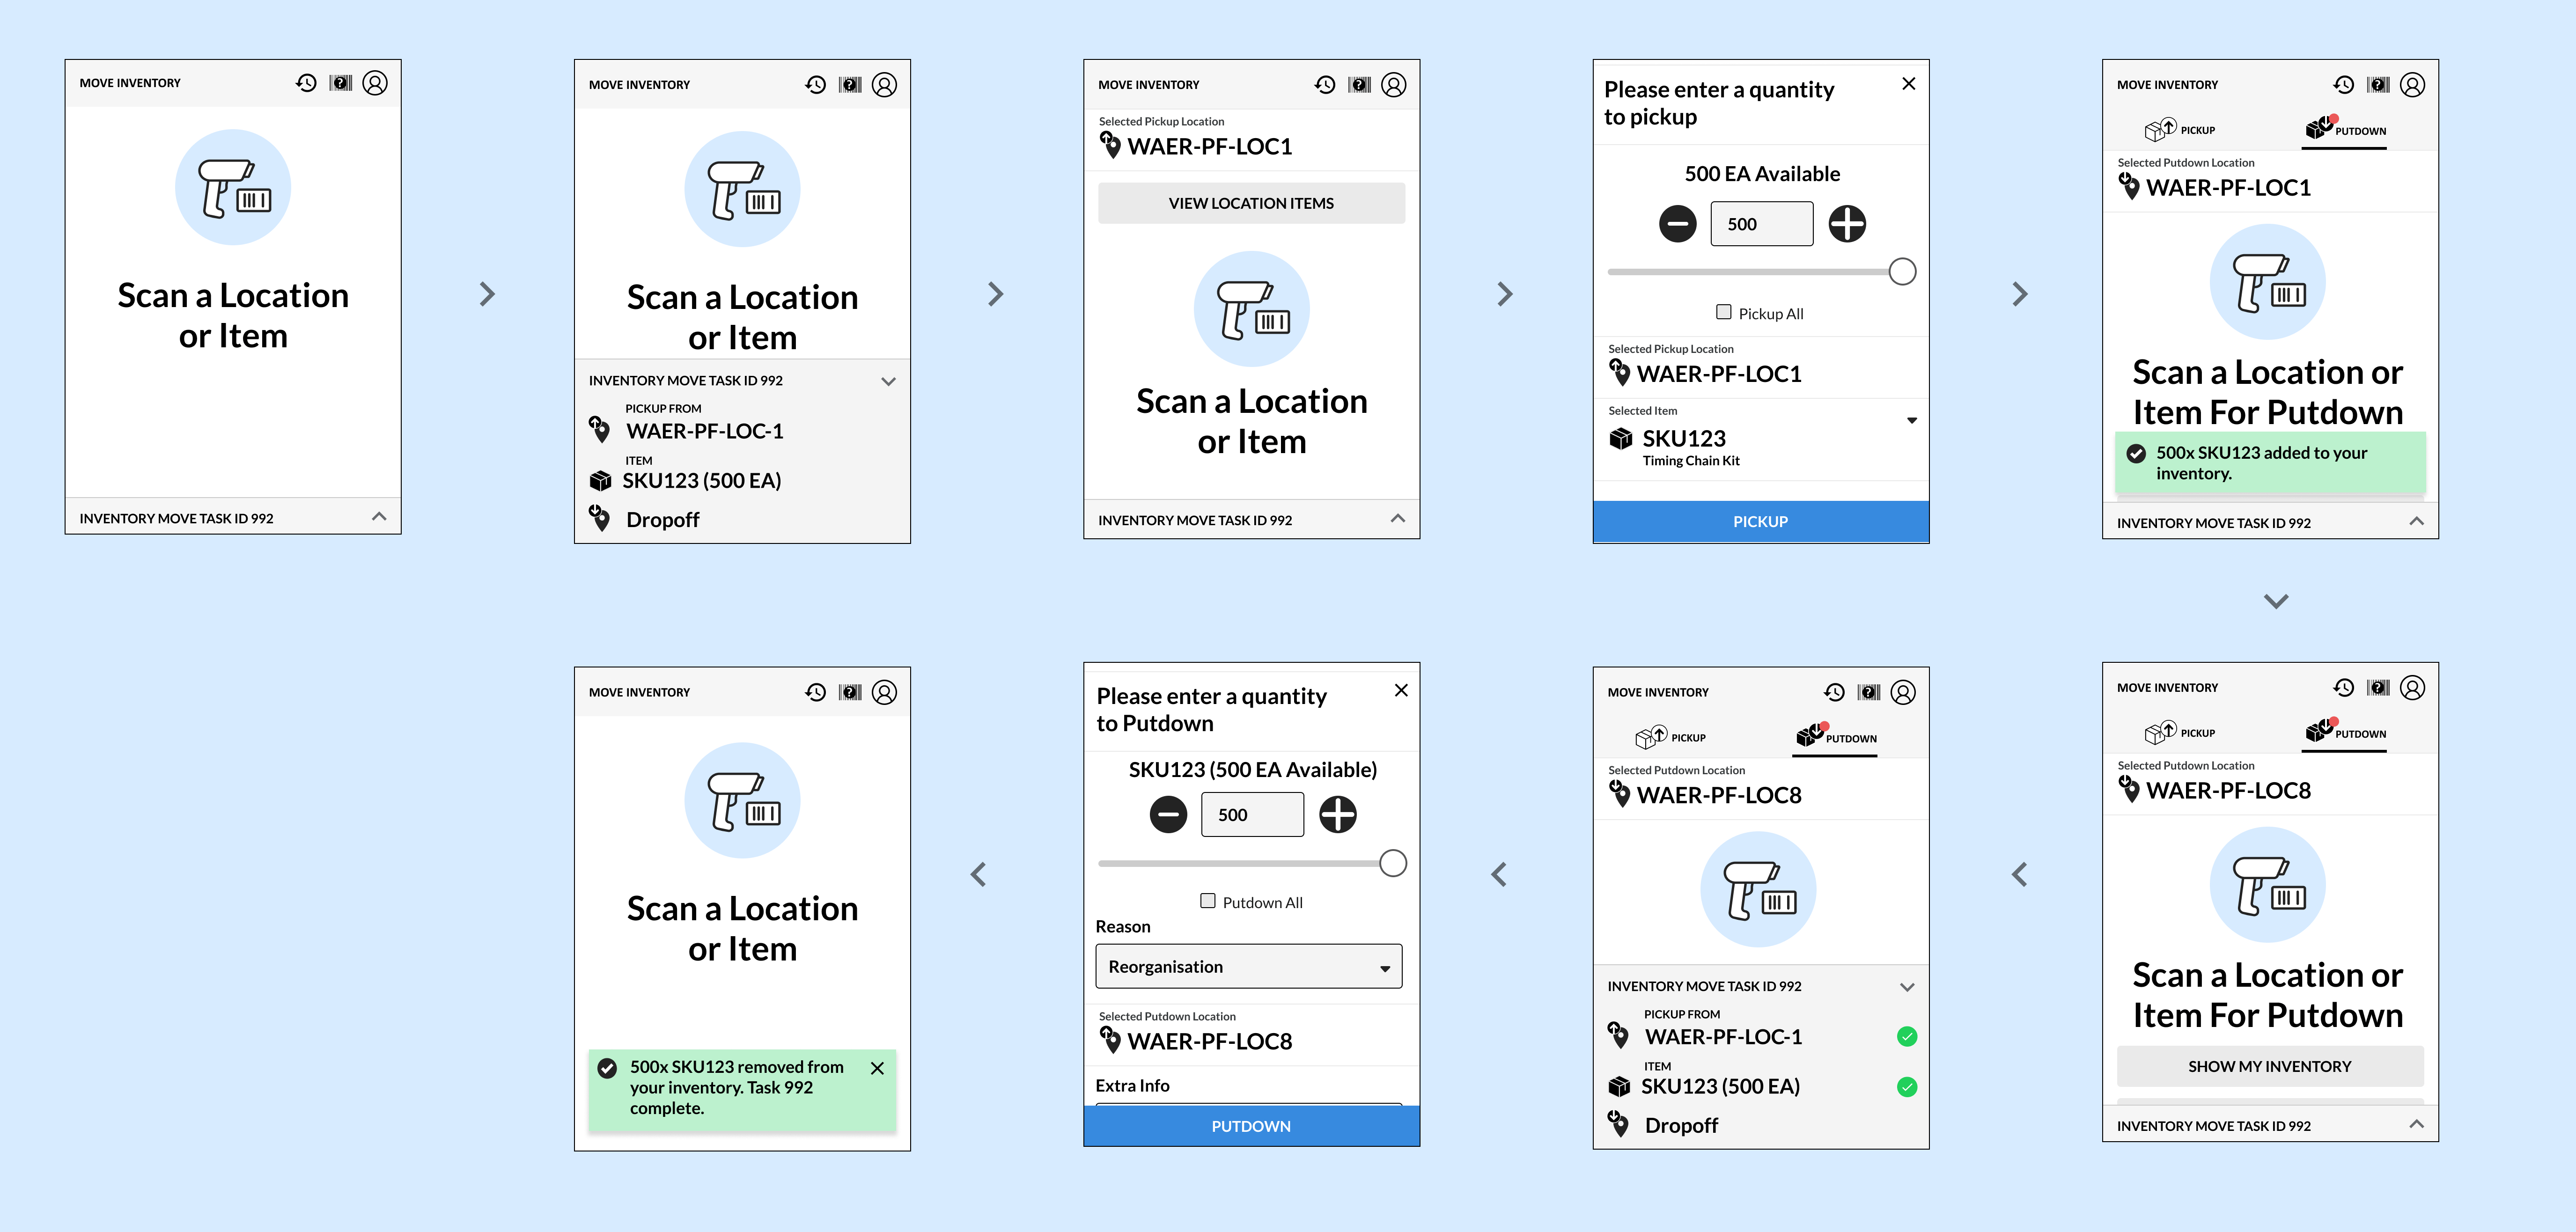 MOVE INVENTORY
Scan a Location
or Item
INVENTORY MOVE TASK ID 992
MOVE INVENTORY
Scan a Location
or Item
INVENTORY MOVE TASK ID 992
PICKUP FROM
WAER-PF-LOC-1
ITEM
SKU123 (500 EA)
Dropoff
MOVE INVENTORY
Selected Pickup Location
WAER-PF-LOC1
VIEW LOCATION ITEMS
Scan a Location
or Item
INVENTORY MOVE TASK ID 992
Please enter a quantity
to pickup
500 EA Available
500
Pickup All
Selected Pickup Location
WAER-PF-LOC1
Selected Item
SKU123
Timing Chain Kit
PICKUP
MOVE INVENTORY
PICKUP
PUTDOWN
Selected Putdown Location
WAER-PF-LOC1
Scan a Location or
Item For Putdown
500x SKU123 added to your
inventory.
INVENTORY MOVE TASK ID 992
MOVE INVENTORY
PICKUP
PUTDOWN
Selected Putdown Location
WAER-PF-LOC8
Scan a Location or
Item For Putdown
SHOW MY INVENTORY
INVENTORY MOVE TASK ID 992
MOVE INVENTORY
PICKUP
PUTDOWN
Selected Putdown Location
WAER-PF-LOC8
INVENTORY MOVE TASK ID 992
PICKUP FROM
WAER-PF-LOC-1
ITEM
SKU123 (500 EA)
Dropoff
Please enter a quantity
to Putdown
SKU123 (500 EA Available)
500
Putdown All
Reason
Reorganisation
Selected Putdown Location
WAER-PF-LOC8
Extra Info
PUTDOWN
MOVE INVENTORY
Scan a Location
or Item
500x SKU123 removed from
your inventory. Task 992
complete.